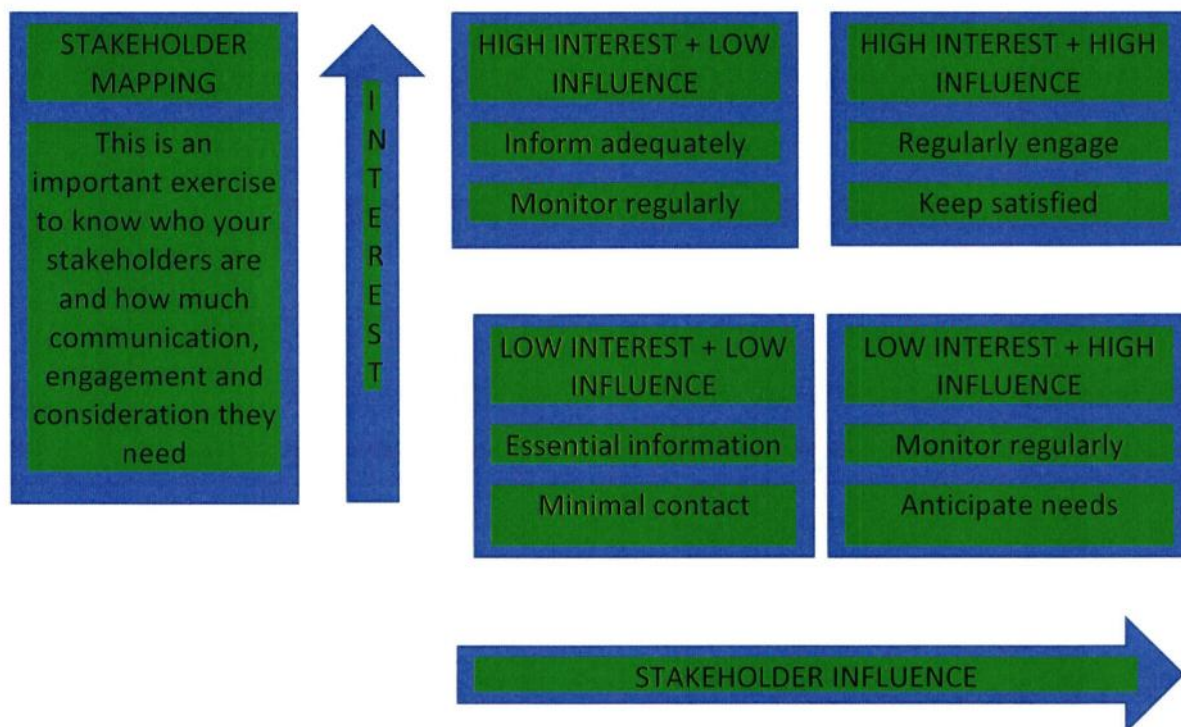 STAKEHOLDER
MAPPING
This is an
important exercise
to know who your
stakeholders are
and how much
communication,
engagement and
consideration they
need
INTEREST
HIGH INTEREST + LOW
INFLUENCE
Inform adequately
Monitor regularly
HIGH INTEREST + HIGH
INFLUENCE
Regularly engage
Keep satisfied
LOW INTEREST + LOW
INFLUENCE
Essential information
Minimal contact
LOW INTEREST + HIGH
INFLUENCE
Monitor regularly
Anticipate needs
STAKEHOLDER INFLUENCE